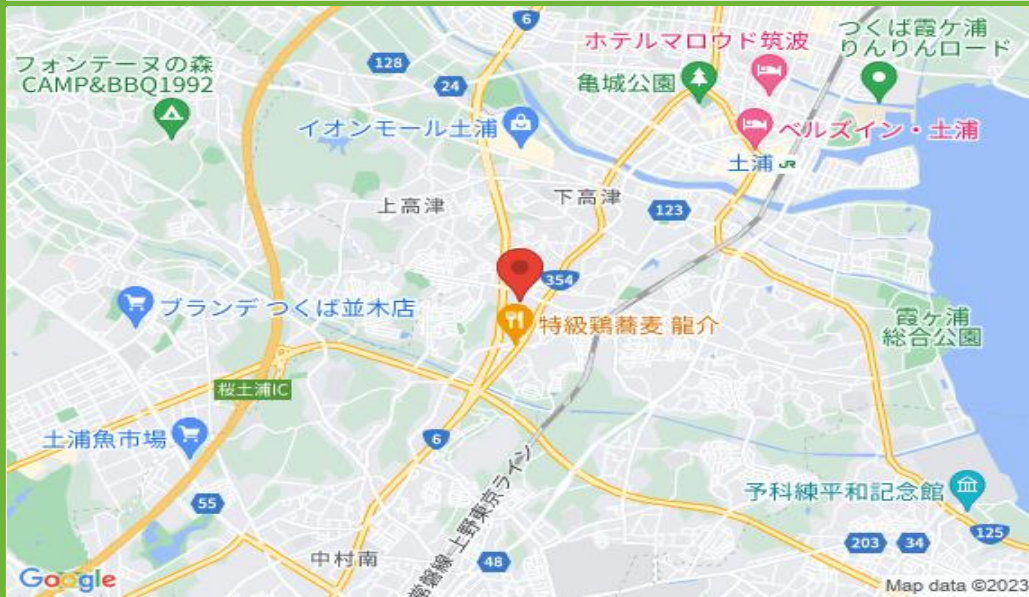 6
つくば霞ケ浦
りんりんロード
ホテルマロウド筑波
フォンテーヌの森
CAMP&BBQ1992
128
24
亀城公園
イオンモール土浦
ベルズイン・土浦
土浦 JR
上高津
下高津
123
354
ブランデ つくば並木店
特級鶏蕎麦 龍介
霞ケ浦
総合公園
桜土浦IC
土浦魚市場
6
常磐線-上野東京ライン
予科練平和記念館
55
125
203
34
中村南
48
Google
Map data ©2023